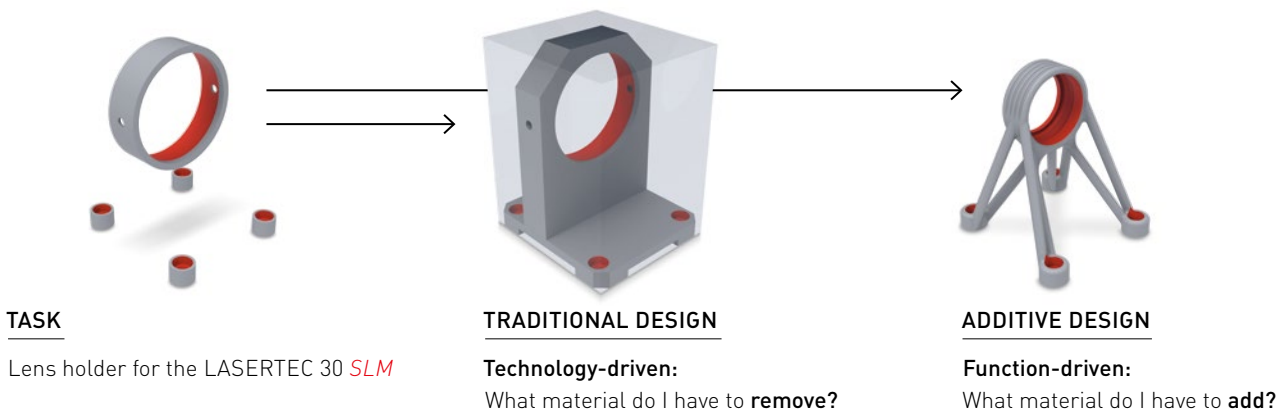 TASK
Lens holder for the LASERTEC 30 SLM
TRADITIONAL DESIGN
Technology-driven:
What material do I have to remove?
ADDITIVE DESIGN
Function-driven:
What material do I have to add?